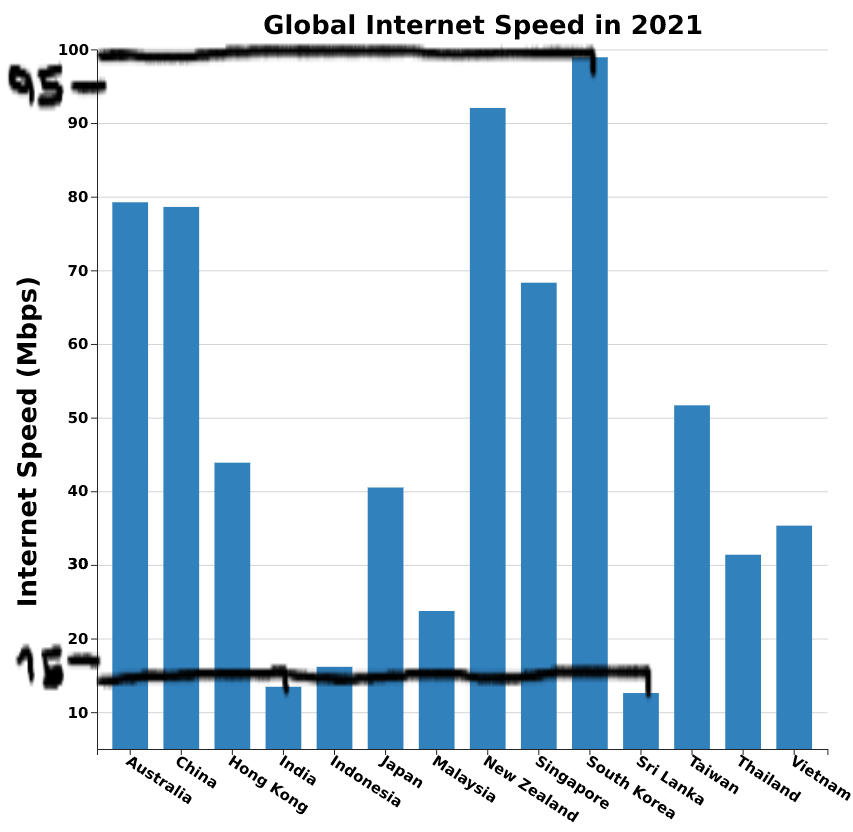 Global Internet Speed in 2021
Internet Speed (Mbps)
100
95
90
80
70
60
50
40
30
20
15
10
Australia
China
Hong Kong
India
Indonesia
Japan
Malaysia
New Zealand
Singapore
South Korea
Sri Lanka
Taiwan
Thailand
Vietnam